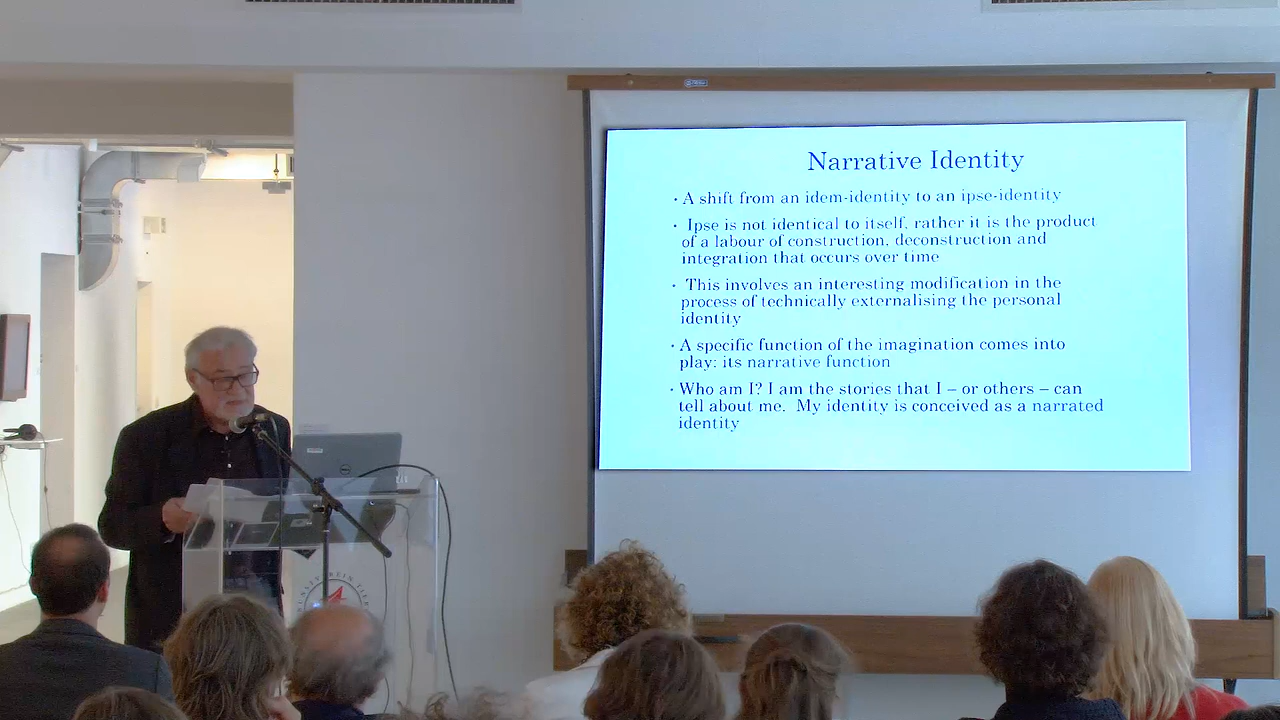 Narrative Identity
· A shift from an idem-identity to an ipse-identity
· Ipse is not identical to itself, rather it is the product
of a labour of construction, deconstruction and
integration that occurs over time
· This involves an interesting modification in the
process of technically externalising the personal
identity
· A specific function of the imagination comes into
play: its narrative function
· Who am I? I am the stories that I – or others – can
tell about me. My identity is conceived as a narrated
identity
DELL